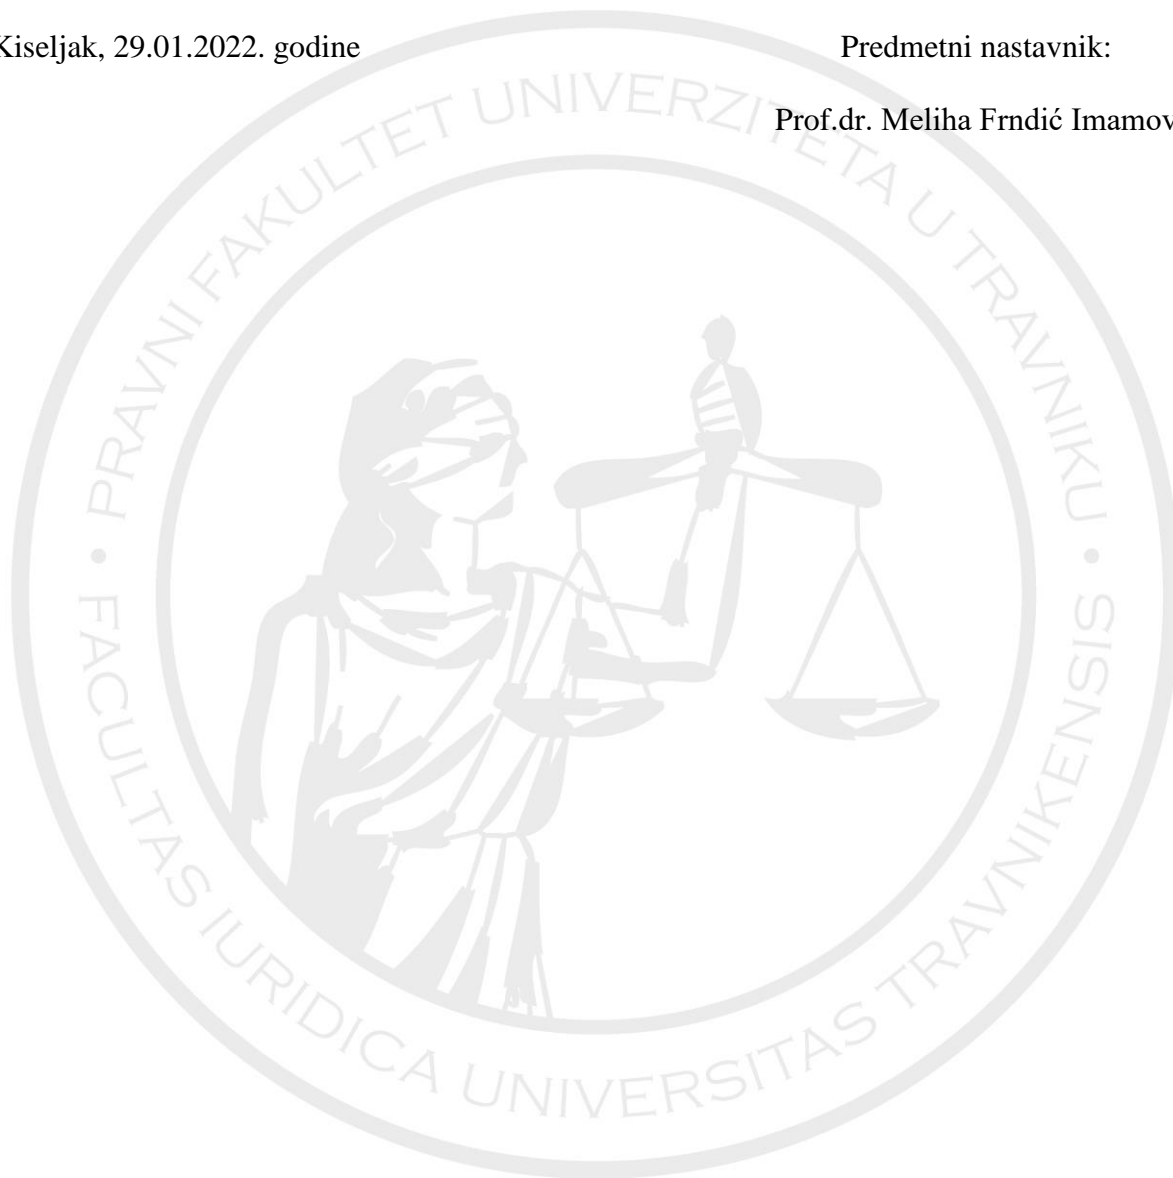 Kiseljak, 29.01.2022. godine
Predmetni nastavnik:
Prof.dr. Meliha Frndić Imamov
PRAVNI FAKULTET UNIVERZITETA U TRAVNIKU
FACULTAS IURIDICA UNIVERSITAS TRAVNIKENSIS